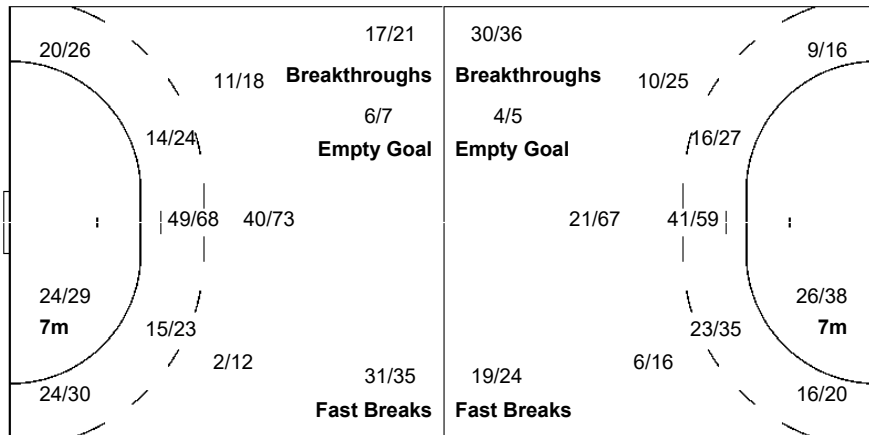 17/21 30/36
20/26 9/16
Breakthroughs Breakthroughs
11/18 10/25
6/7 4/5
14/24 16/27
Empty Goal Empty Goal
49/68 40/73 21/67 41/59
24/29 26/38
7m 7m
15/23 23/35
2/12 6/16
31/35 19/24
24/30 16/20
Fast Breaks Fast Breaks